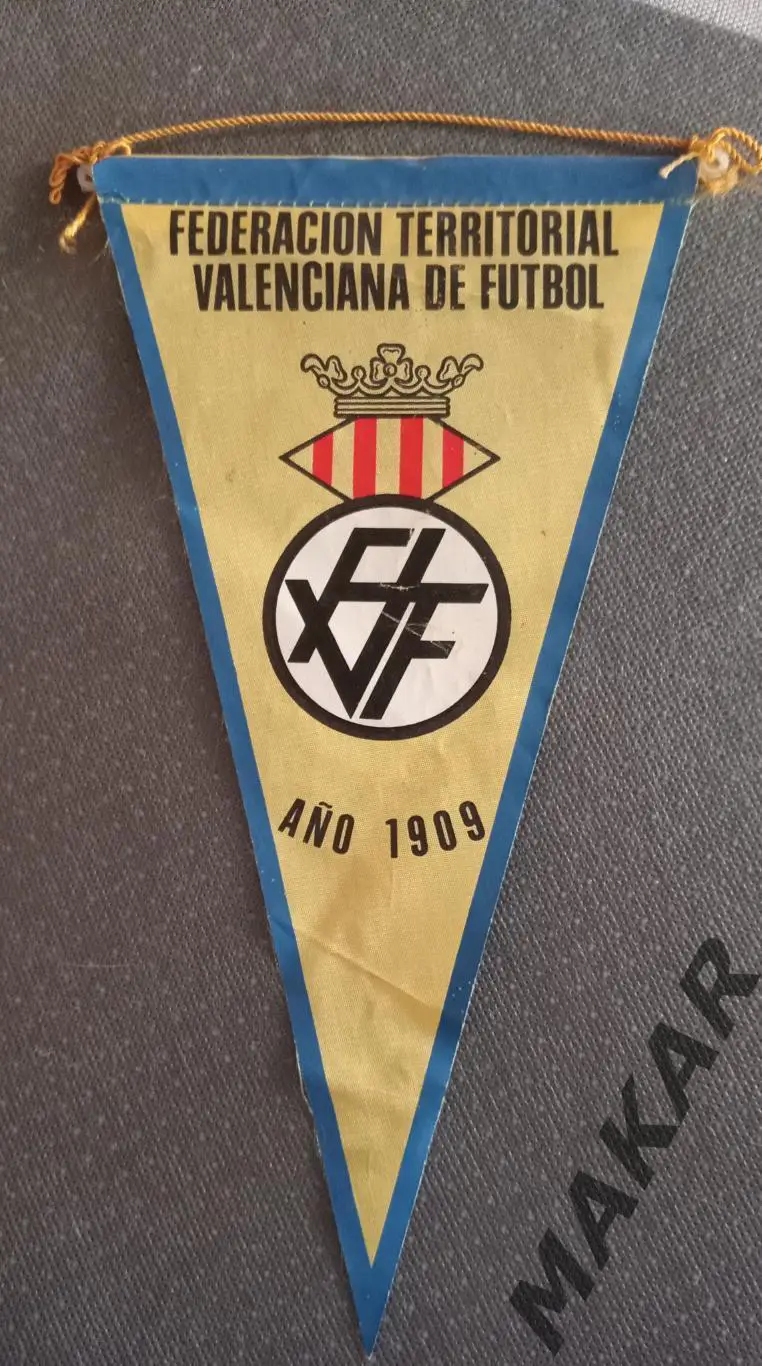 FEDERACION TERRITORIAL
VALENCIANA DE FUTBOL
FTVF
AÑO 1909
MAKAR